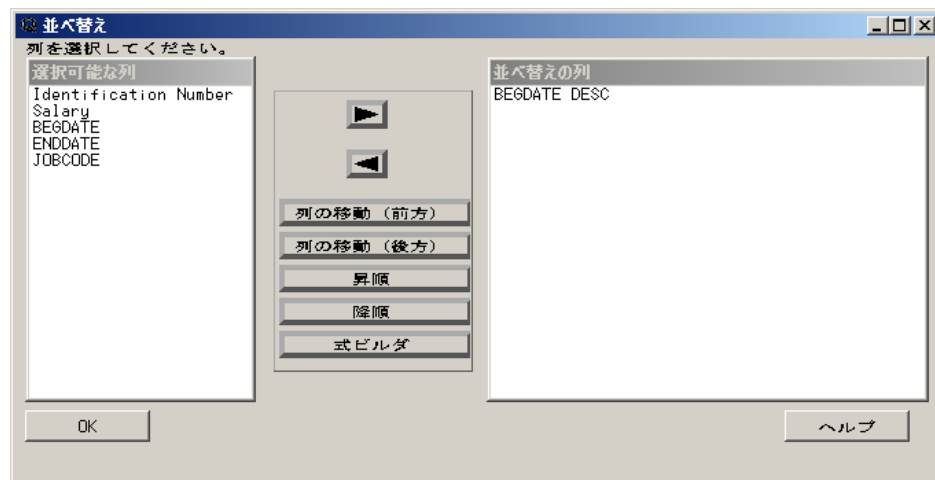 並べ替え
列を選択してください。
選択可能な列
Identification Number
Salary
BEGDATE
ENDDATE
JOBCODE
列の移動（前方）
列の移動（後方）
昇順
降順
式ビルダ
並べ替えの列
BEGDATE DESC
OK
ヘルプ